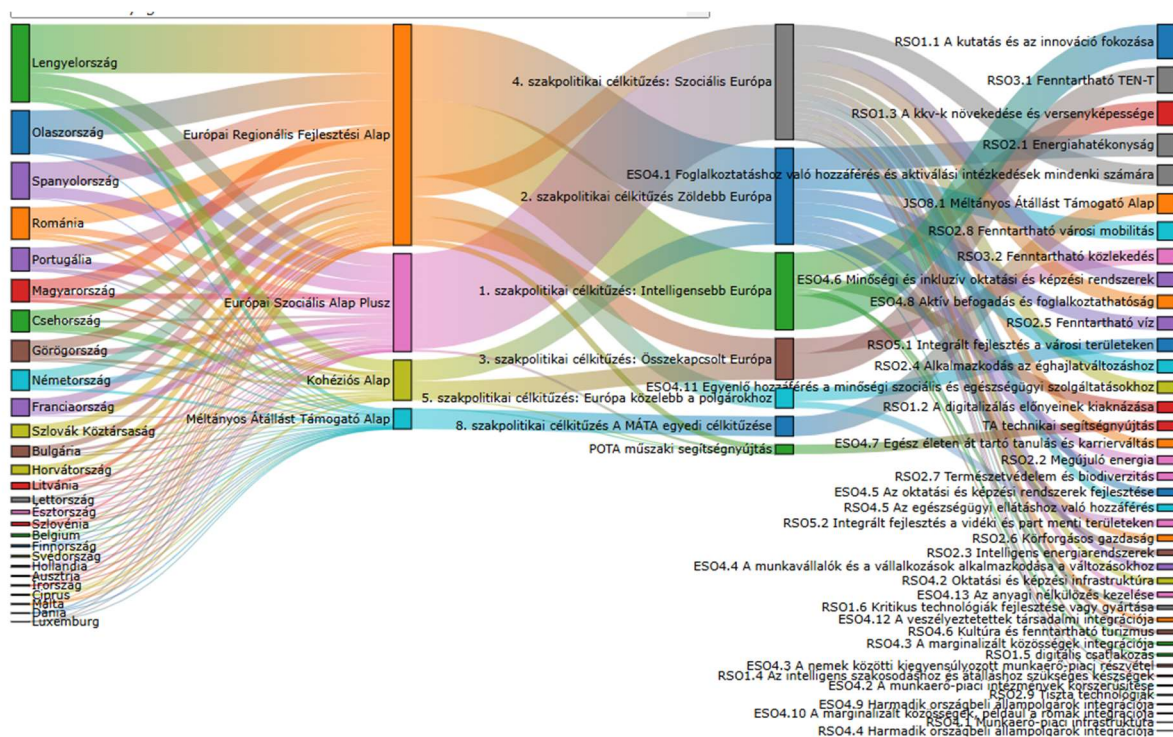 Lengyelország
Olaszország
Spanyolország
Románia
Portugália
Magyarország
Csehország
Görögország
Németország
Franciaország
Szlovák Köztársaság
Bulgária
Horvátország
Litvánia
Lettország
Észtország
Szlovénia
Belgium
Finnország
Svédország
Hollandia
Ausztria
Írország
Ciprus
Málta
Dánia
Luxemburg
Európai Regionális Fejlesztési Alap
Európai Szociális Alap Plusz
Kohéziós Alap
Méltányos Átállást Támogató Alap
4. szakpolitikai célkitűzés: Szociális Európa
2. szakpolitikai célkitűzés Zöldebb Európa
1. szakpolitikai célkitűzés: Intelligensebb Európa
3. szakpolitikai célkitűzés: Összekapcsolt Európa
5. szakpolitikai célkitűzés: Európa közelebb a polgárokhoz
8. szakpolitikai célkitűzés A MÁTA egyedi célkitűzése
POTA műszaki segítségnyújtás
RSO1.1 A kutatás és az innováció fokozása
RSO3.1 Fenntartható TEN-T
RSO1.3 A kkv-k növekedése és versenyképessége
RSO2.1 Energiahatékonyság
ESO4.1 Foglalkoztatáshoz való hozzáférés és aktiválási intézkedések mindenki számára
JSO8.1 Méltányos Átállást Támogató Alap
RSO2.8 Fenntartható városi mobilitás
RSO3.2 Fenntartható közlekedés
ESO4.6 Minőségi és inkluzív oktatási és képzési rendszerek
ESO4.8 Aktív befogadás és foglalkoztathatóság
RSO2.5 Fenntartható víz
RSO5.1 Integrált fejlesztés a városi területeken
RSO2.4 Alkalmazkodás az éghajlatváltozáshoz
ESO4.11 Egyenlő hozzáférés a minőségi szociális és egészségügyi szolgáltatásokhoz
RSO1.2 A digitalizálás előnyeinek kiaknázása
TA technikai segítségnyújtás
ESO4.7 Egész életen át tartó tanulás és karrierváltás
RSO2.2 Megújuló energia
RSO2.7 Természetvédelem és biodiverzitás
ESO4.5 Az oktatási és képzési rendszerek fejlesztése
RSO4.5 Az egészségügyi ellátáshoz való hozzáférés
RSO5.2 Integrált fejlesztés a vidéki és part menti területeken
RSO2.6 Körforgásos gazdaság
RSO2.3 Intelligens energiarendszerek
ESO4.4 A munkavállalók és a vállalkozások alkalmazkodása a változásokhoz
RSO4.2 Oktatási és képzési infrastruktúra
ESO4.13 Az anyagi nélkülözés kezelése
RSO1.6 Kritikus technológiák fejlesztése vagy gyártása
ESO4.12 A veszélyeztetettek társadalmi integrációja
RSO4.6 Kultúra és fenntartható turizmus
RSO4.3 A marginalizált közösségek integrációja
RSO1.5 digitális csatlakozás
ESO4.3 A nemek közötti kiegyensúlyozott munkaerő-piaci részvétel
RSO1.4 Az intelligens szakosodáshoz és átálláshoz szükséges készségek
ESO4.2 A munkaerő-piaci intézmények korszerűsítése
RSO2.9 Tiszta technológiák
ESO4.9 Harmadik országbeli állampolgárok integrációja
ESO4.10 A marginalizált közösségek, például a romák integrációja
RSO4.1 Munkaerő-piaci infrastruktúra
RSO4.4 Harmadik országbeli állampolgárok integrációja